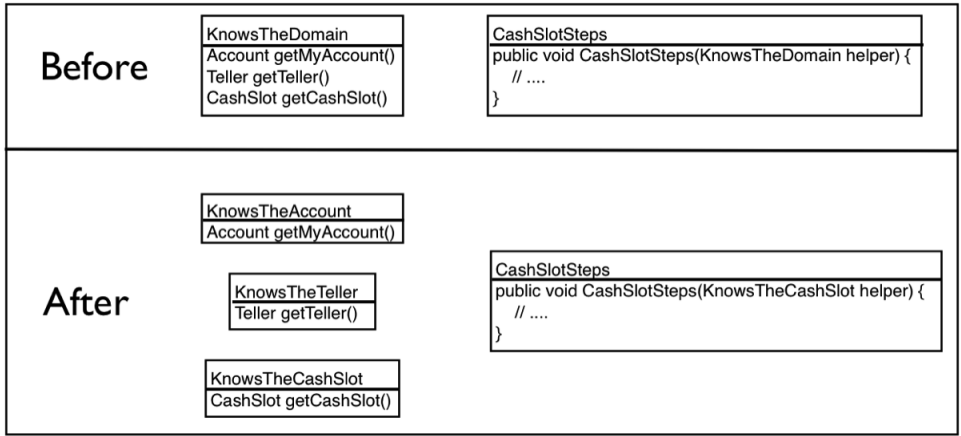 Before
KnowsTheDomain
Account getMyAccount()
Teller getTeller()
CashSlot getCashSlot()
CashSlotSteps
public void CashSlotSteps(KnowsTheDomain helper) {
// ....
}
After
KnowsTheAccount
Account getMyAccount()
KnowsTheTeller
Teller getTeller()
KnowsTheCashSlot
CashSlot getCashSlot()
CashSlotSteps
public void CashSlotSteps(KnowsTheCashSlot helper) {
// ....
}